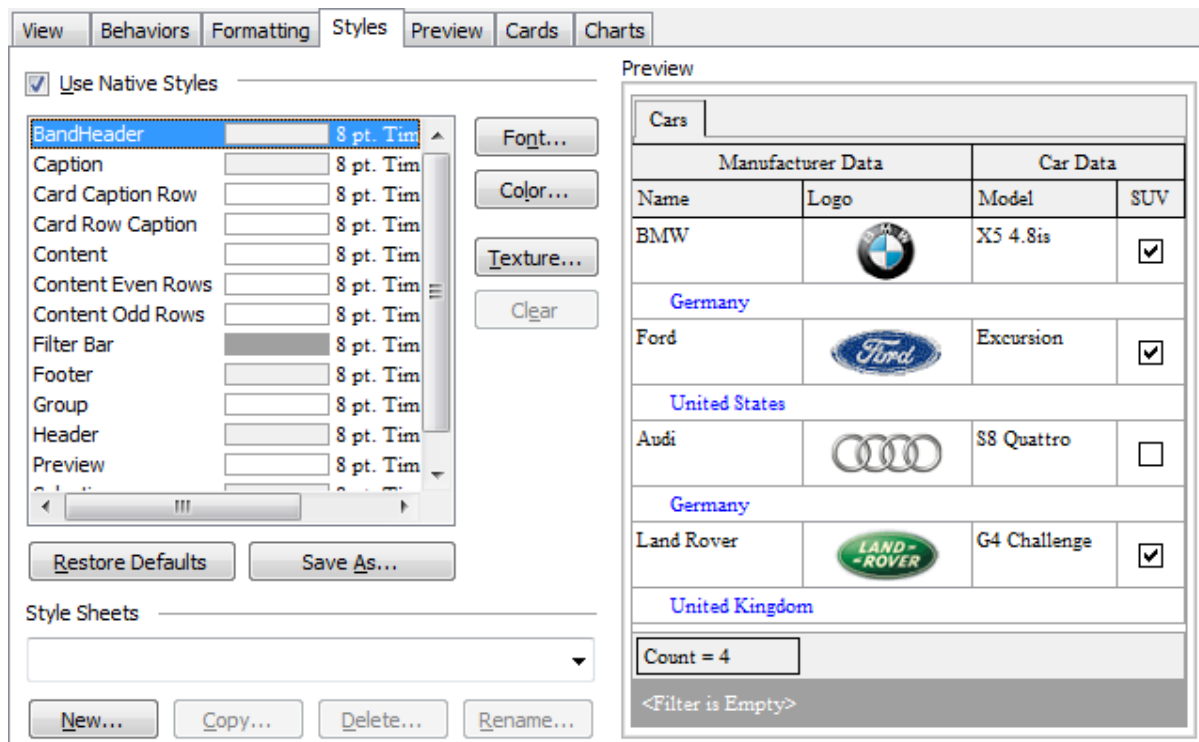 View Behaviors Formatting Styles Preview Cards Charts
Use Native Styles
BandHeader 8 pt. Tim
Caption 8 pt. Tim
Card Caption Row 8 pt. Tim
Card Row Caption 8 pt. Tim
Content 8 pt. Tim
Content Even Rows 8 pt. Tim
Content Odd Rows 8 pt. Tim
Filter Bar 8 pt. Tim
Footer 8 pt. Tim
Group 8 pt. Tim
Header 8 pt. Tim
Preview 8 pt. Tim
Font...
Color...
Texture...
Clear
Restore Defaults Save As...
Style Sheets
New... Copy... Delete... Rename...
Preview
Cars
Manufacturer Data Car Data
Name Logo Model SUV
BMW BMW X5 4.8is
Germany
Ford Ford Excursion
United States
Audi S8 Quattro
Germany
Land Rover LAND- -ROVER G4 Challenge
United Kingdom
Count = 4
<Filter is Empty>